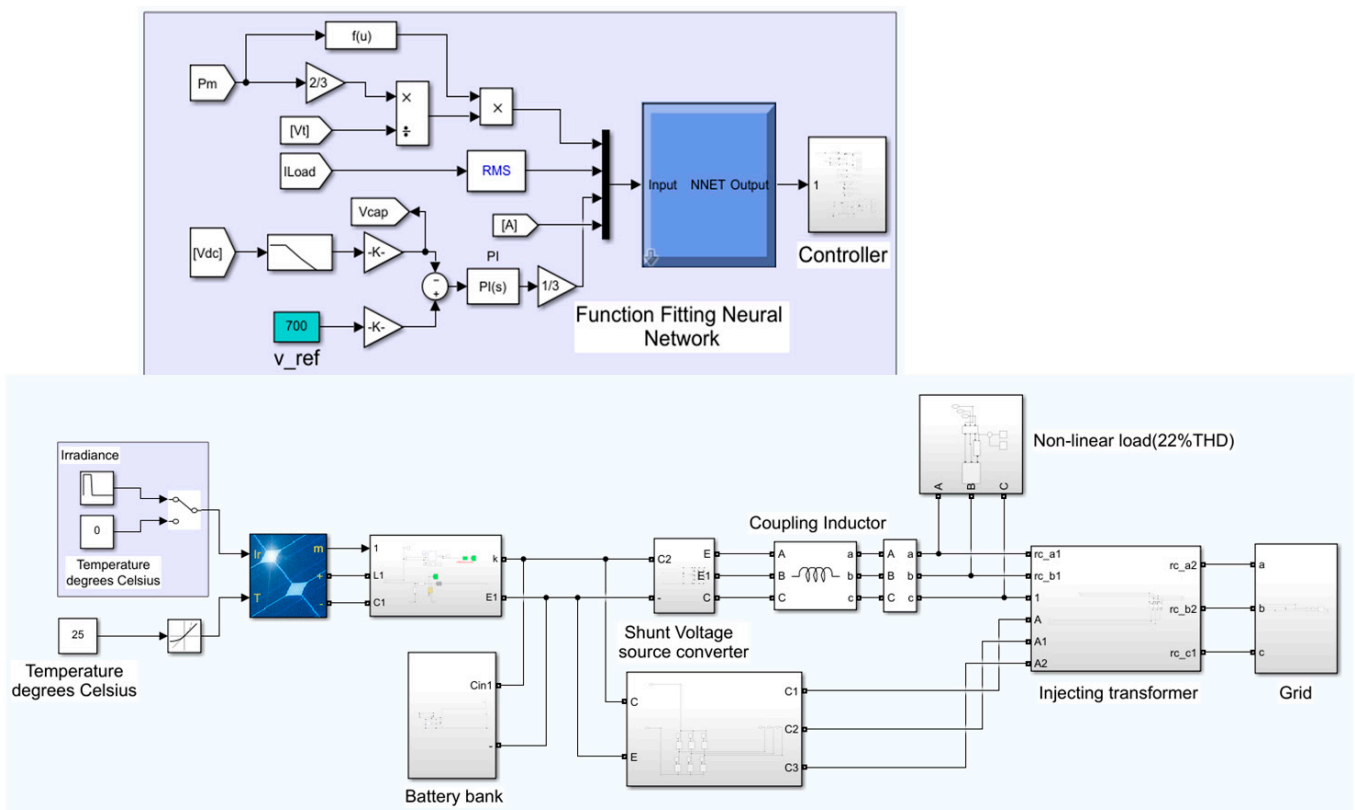 f(u)
Pm
2/3
×
÷
×
[Vt]
ILoad
RMS
Vcap
[A]
Input
NNET Output
1
Controller
[Vdc]
-K-
PI
-
+
PI(s)
1/3
700
-K-
v_ref
Function Fitting Neural
Network
Irradiance
0
Temperature
degrees Celsius
25
Temperature
degrees Celsius
Ir
T
m
+
-
1
L1
C1
k
E1
Cin1
-
Battery bank
C2
-
E
E1
C
Shunt Voltage
source converter
Coupling Inductor
A
B
C
a
b
c
A
B
C
a
b
c
A
B
C
Non-linear load(22%THD)
C
E
C1
C2
C3
rc_a1
rc_b1
1
A
A1
A2
rc_a2
rc_b2
rc_c1
Injecting transformer
a
b
c
Grid